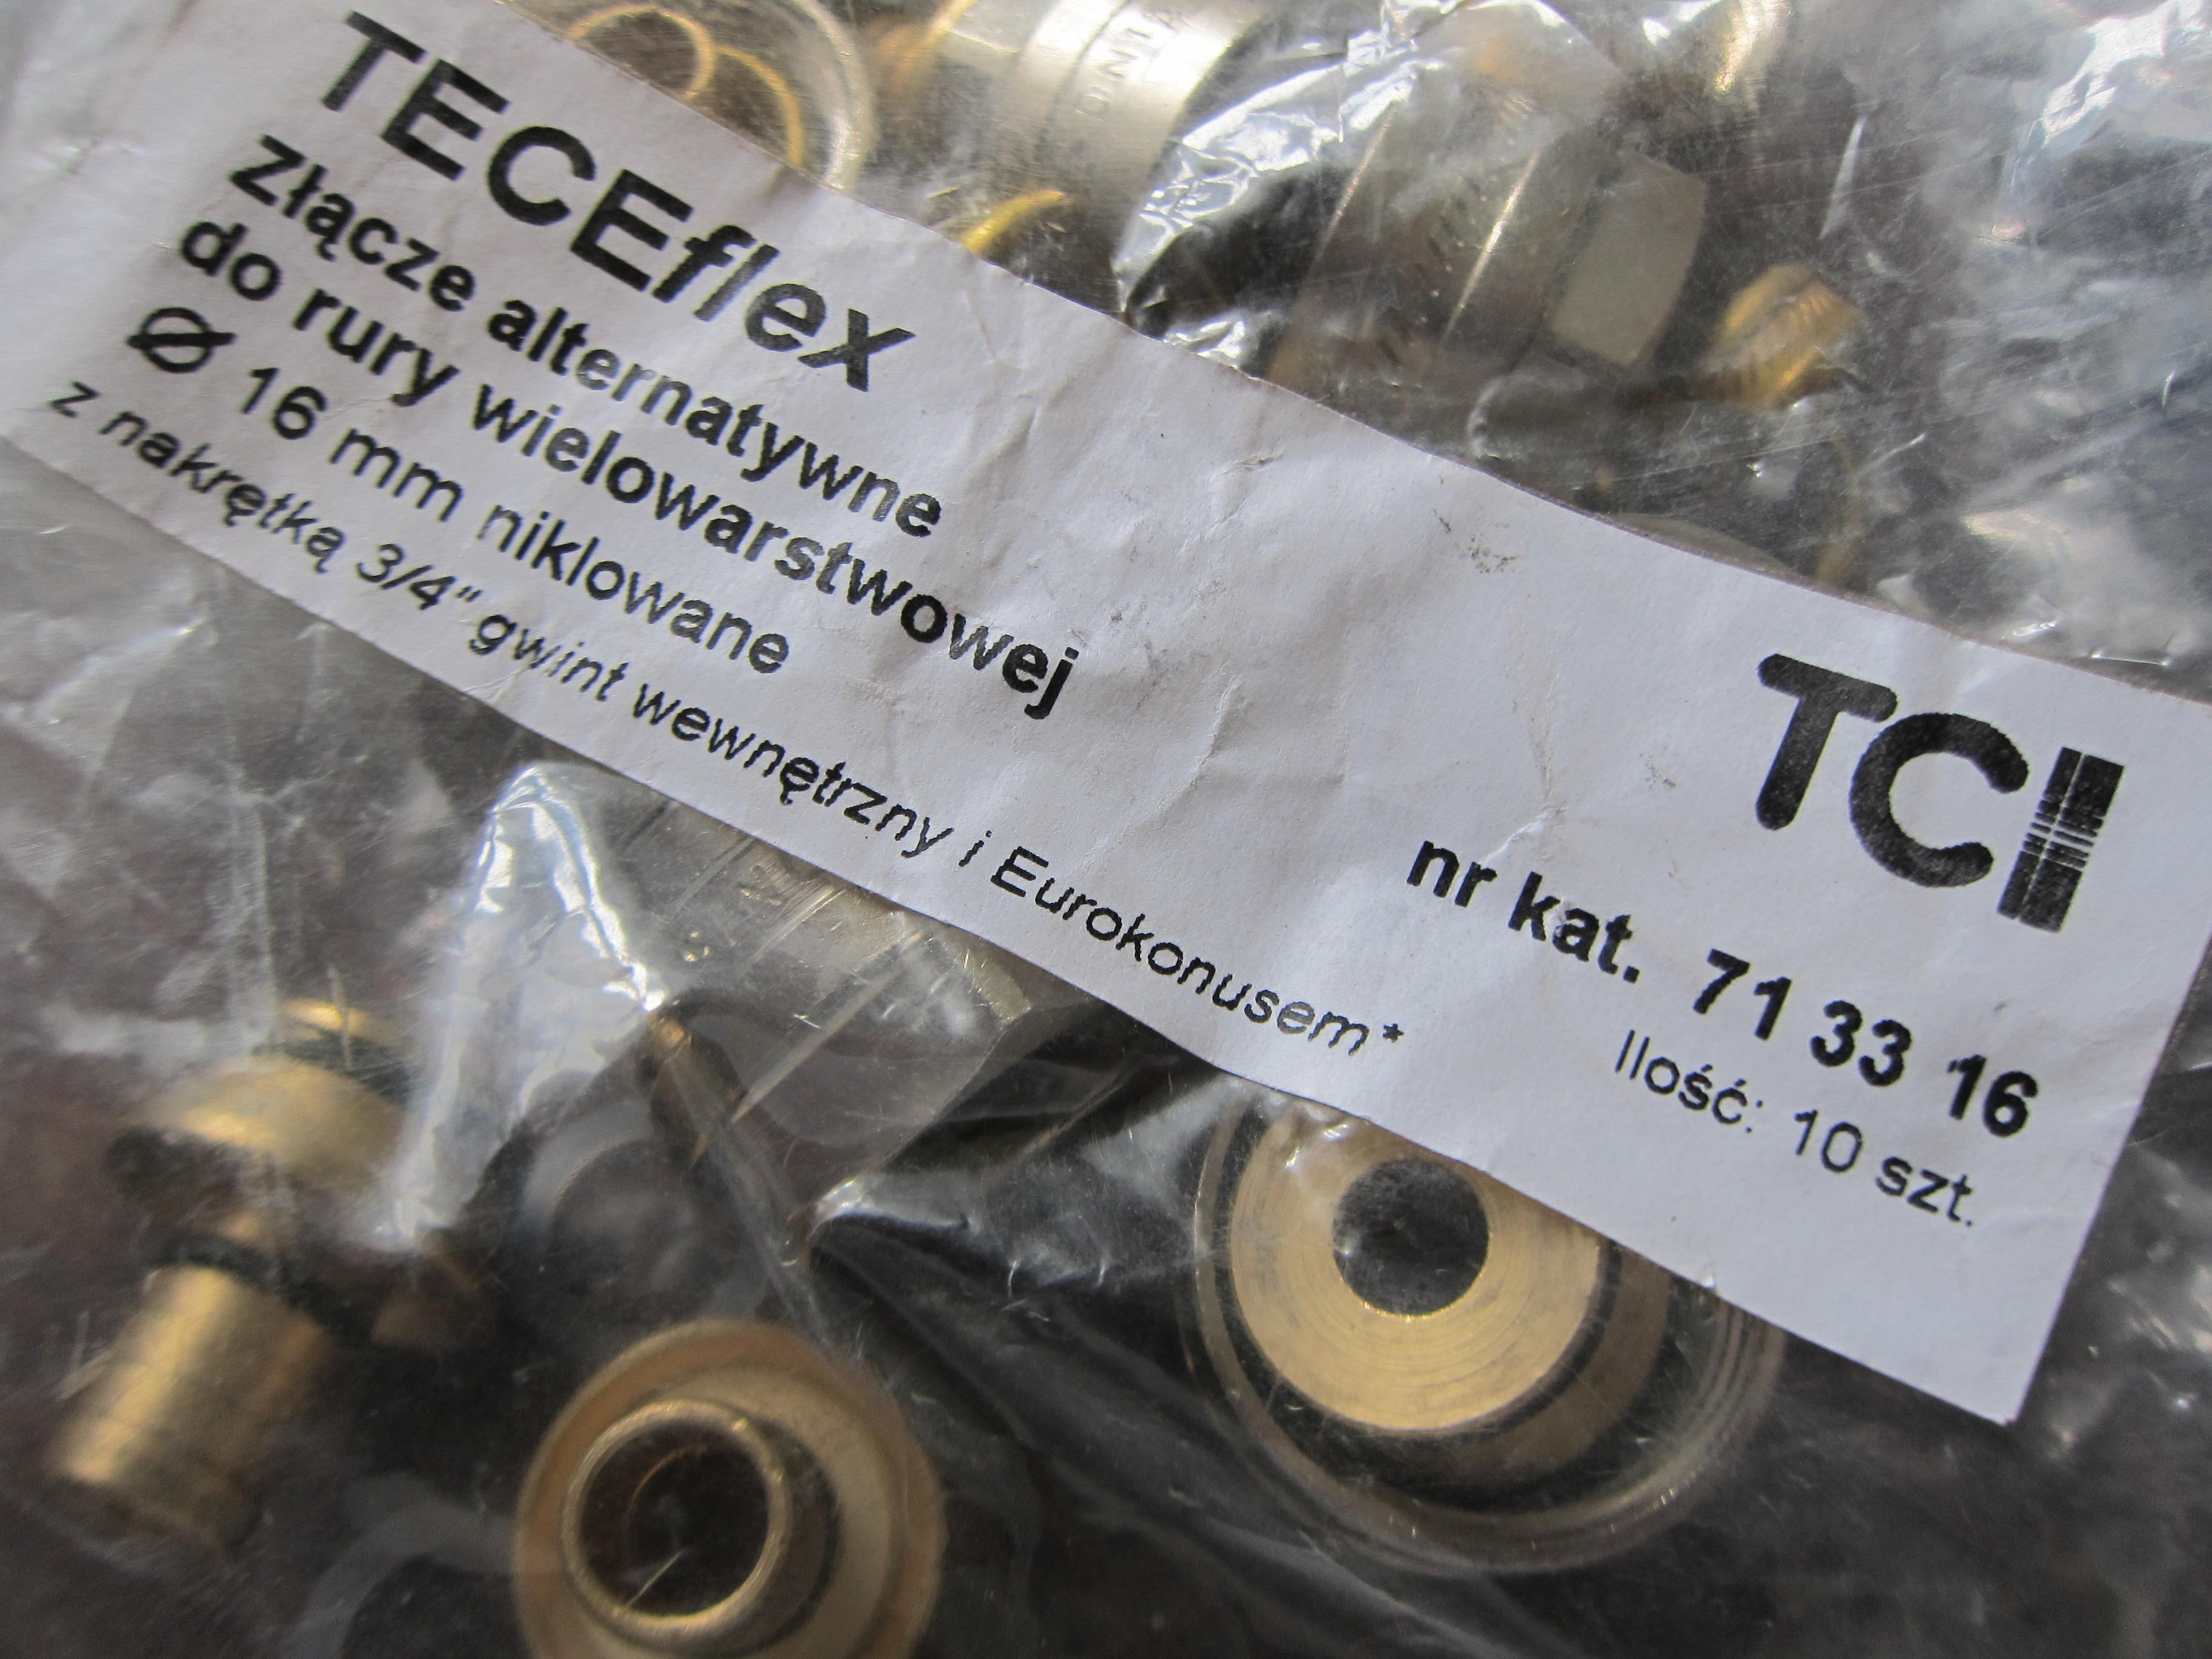 TECEflex
Złącze alternatywne
do rury wielowarstwowej
Ø 16 mm niklowane
z nakrętką 3/4" gwint wewnętrzny i Eurokonusem*
TCI
nr kat. 71 33 16
Ilość: 10 szt.